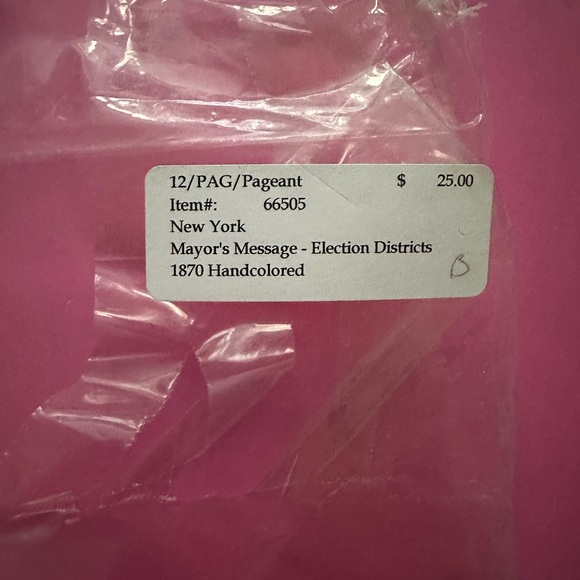 12/PAG/Pageant $ 25.00
Item#: 66505
New York
Mayor's Message - Election Districts
1870 Handcolored
B